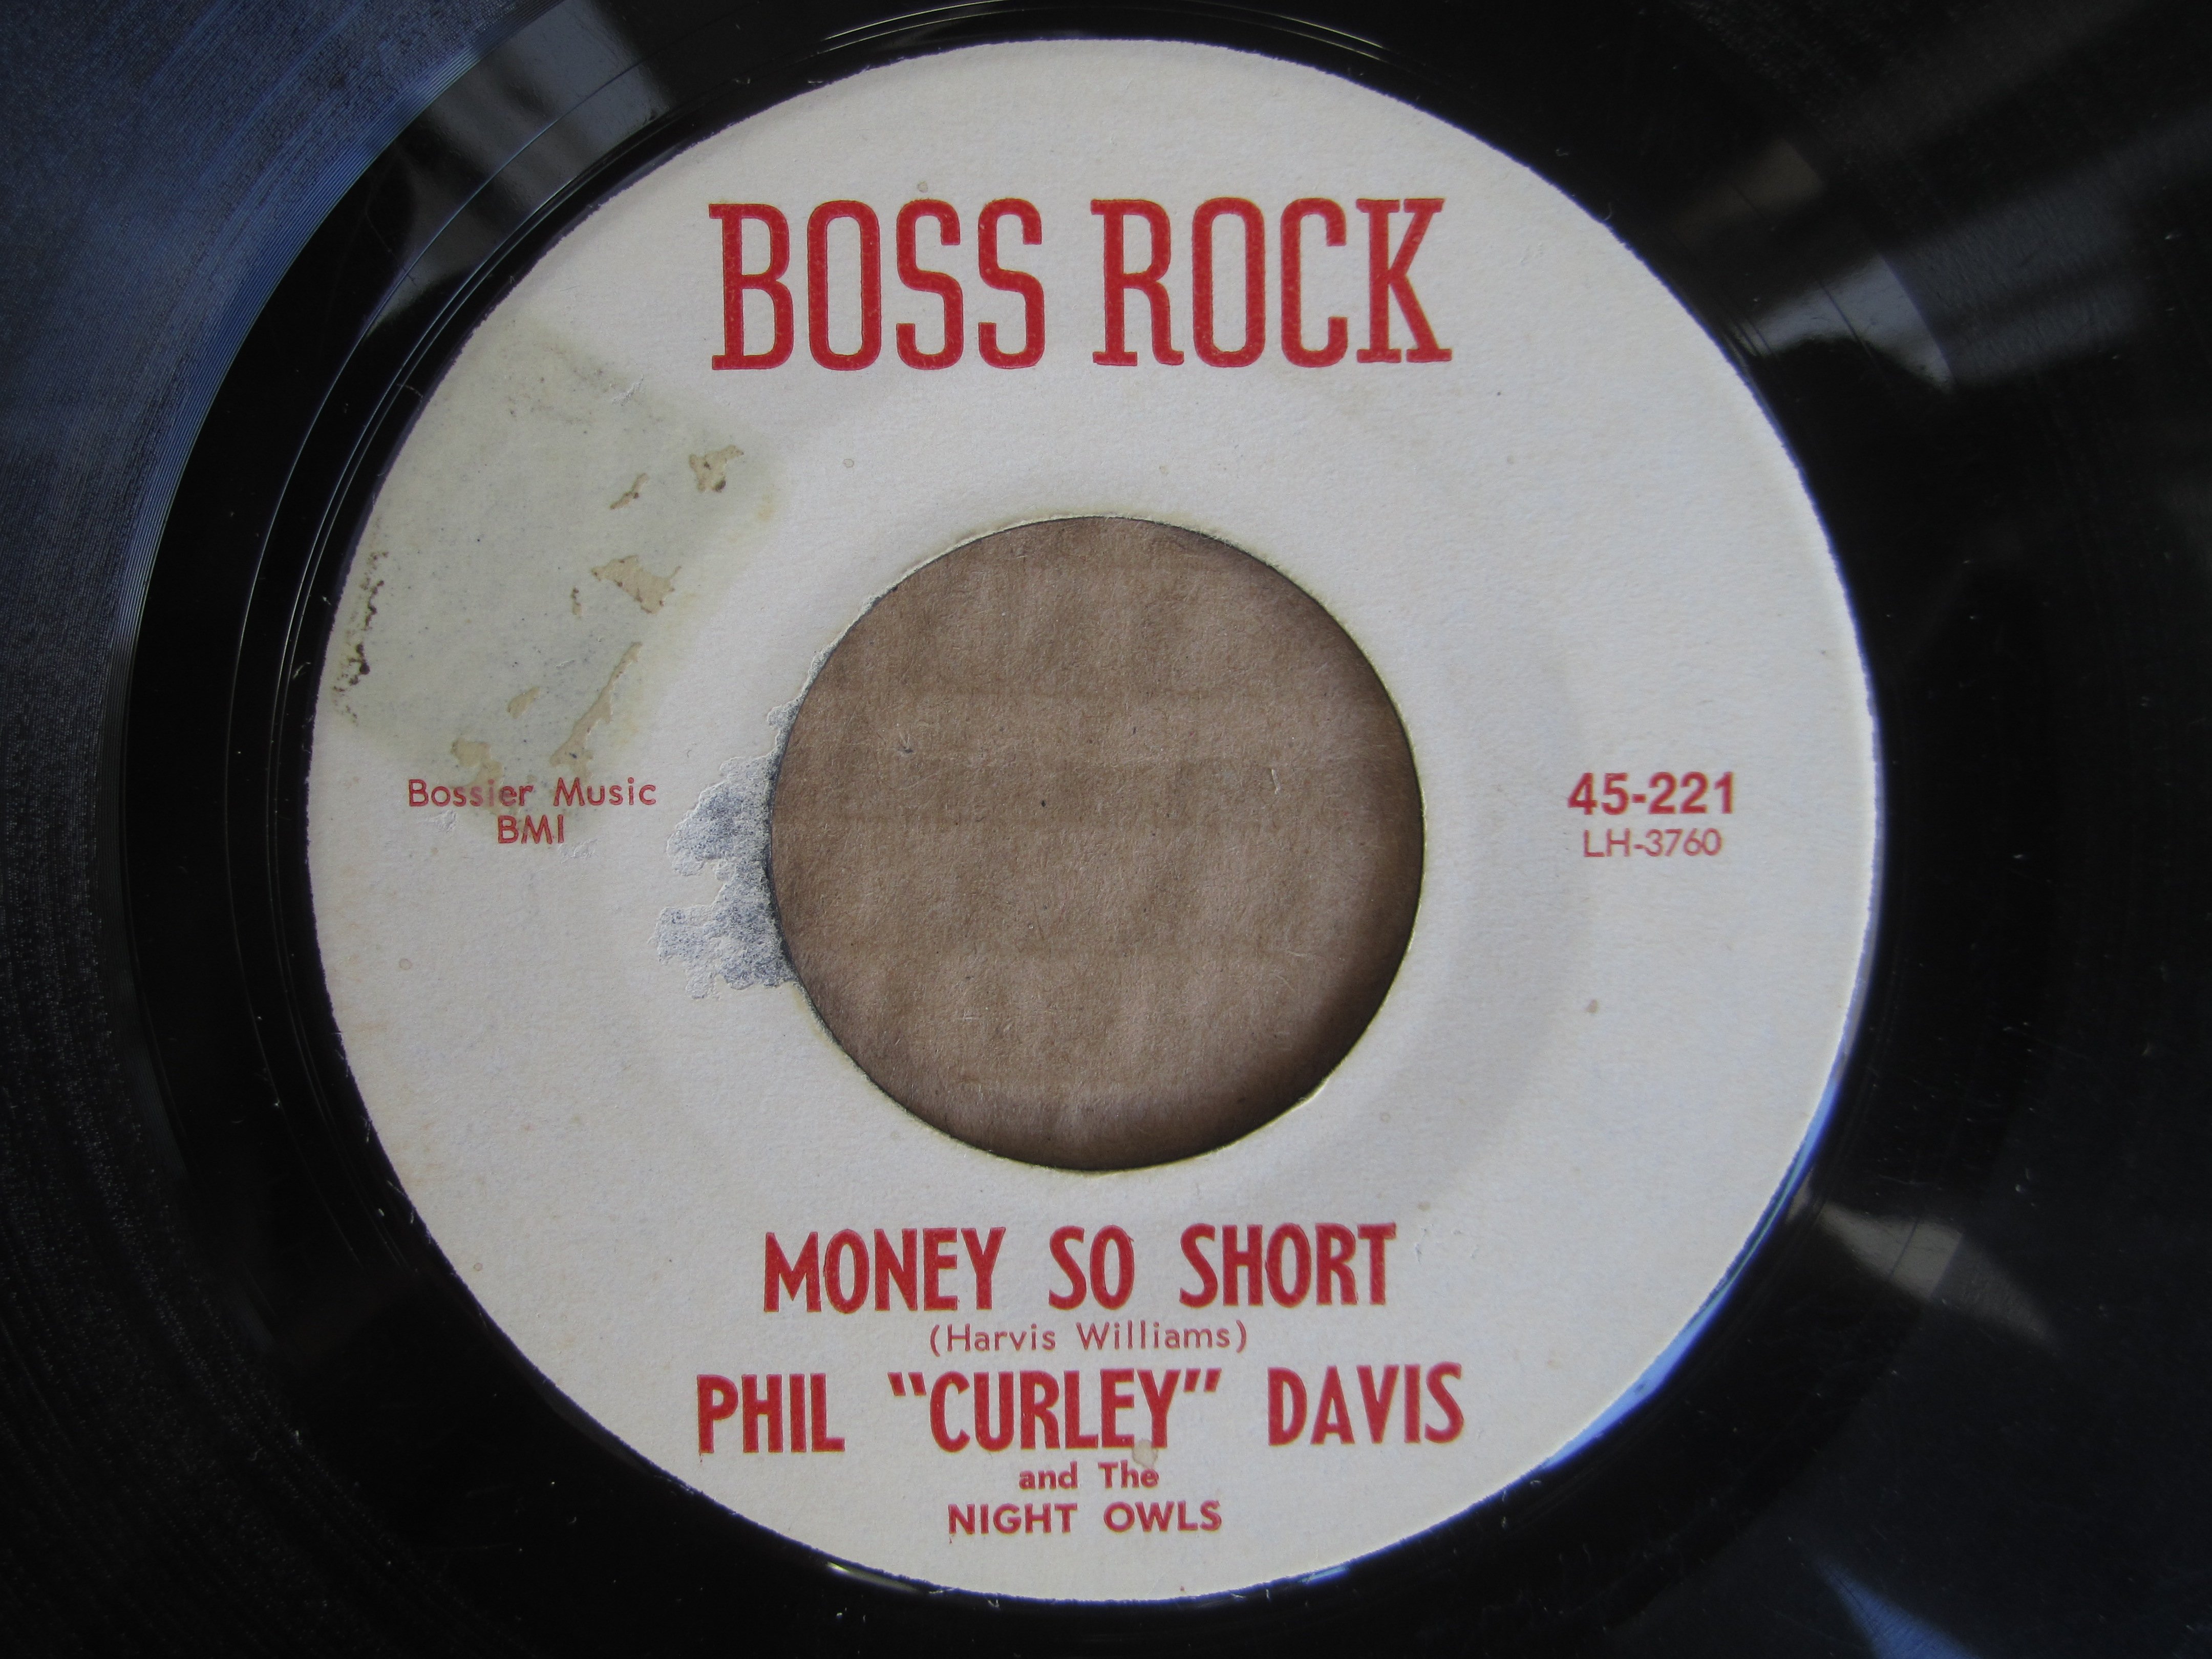 BOSS ROCK
Bossier Music
BMI
45-221
LH-3760
MONEY SO SHORT
(Harvis Williams)
PHIL "CURLEY" DAVIS
and The
NIGHT OWLS